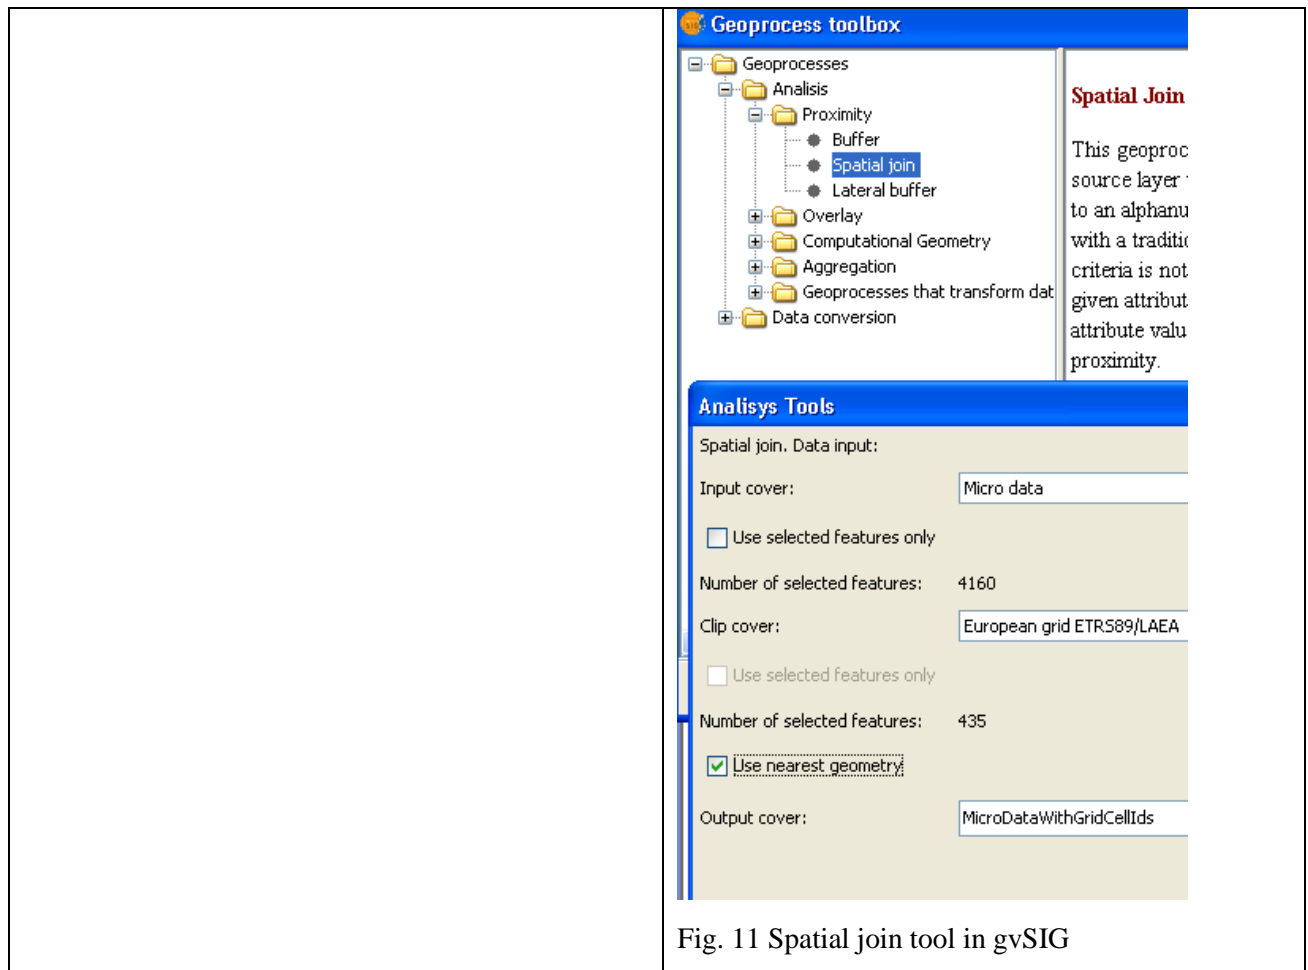 Geoprocess toolbox
Geoprocesses
Analisis
Proximity
Buffer
Spatial join
Lateral buffer
Overlay
Computational Geometry
Aggregation
Geoprocesses that transform dat
Data conversion
Spatial Join
This geoproc
source layer
to an alphanu
with a traditio
criteria is not
given attribut
attribute valu
proximity.
Analisys Tools
Spatial join. Data input:
Input cover: Micro data
Use selected features only
Number of selected features: 4160
Clip cover: European grid ETRS89/LAEA
Use selected features only
Number of selected features: 435
Use nearest geometry
Output cover: MicroDataWithGridCellIds
Fig. 11 Spatial join tool in gvSIG